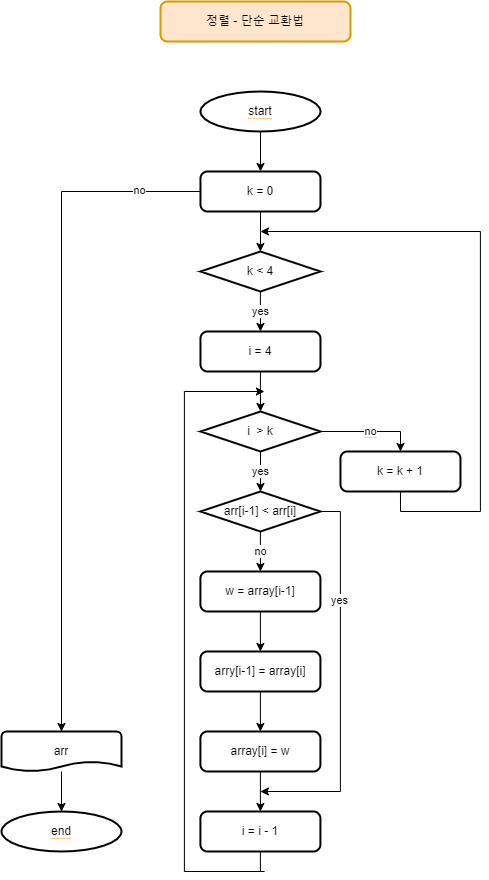 정렬 - 단순 교환법
start
no
k = 0
k < 4
yes
i = 4
i > k
no
k = k + 1
yes
arr[i-1] < arr[i]
no
w = array[i-1]
yes
arry[i-1] = array[i]
arr
array[i] = w
end
i = i - 1